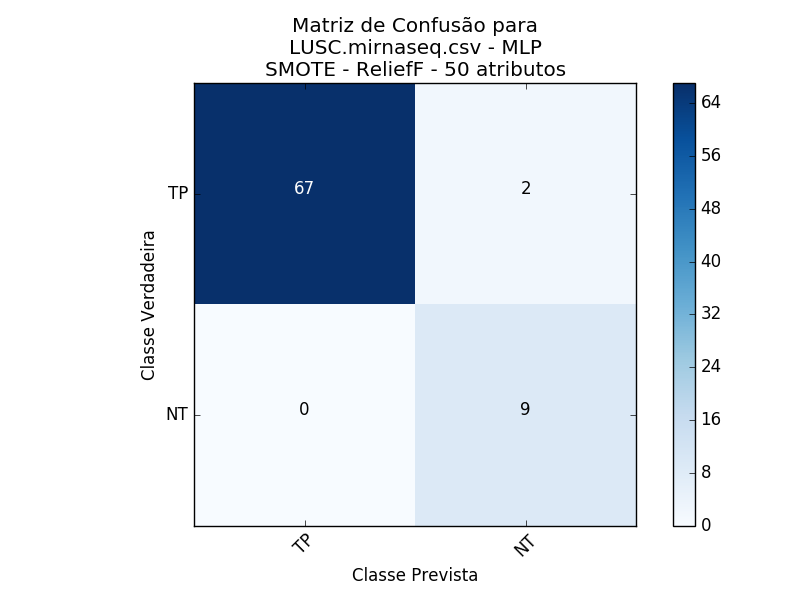 Matriz de Confusão para
LUSC.mirnaseq.csv - MLP
SMOTE - ReliefF - 50 atributos
Classe Verdadeira
TP
67
2
NT
0
9
TP
NT
Classe Prevista
64
56
48
40
32
24
16
8
0